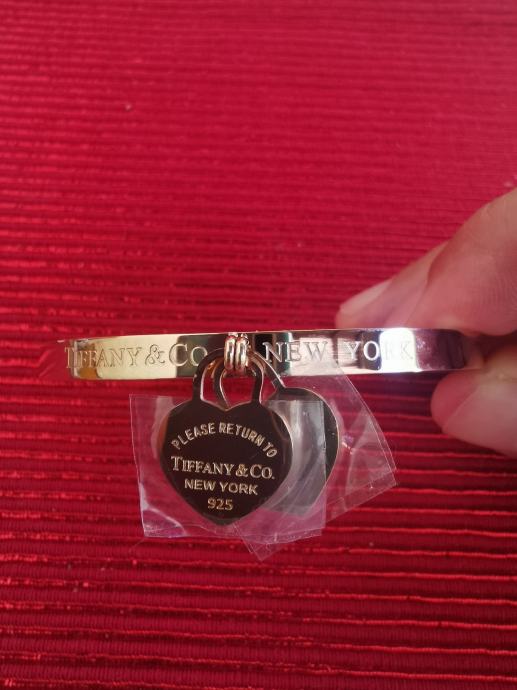 TIFFANY & CO. NEW YORK
PLEASE RETURN TO
TIFFANY & CO.
NEW YORK
925